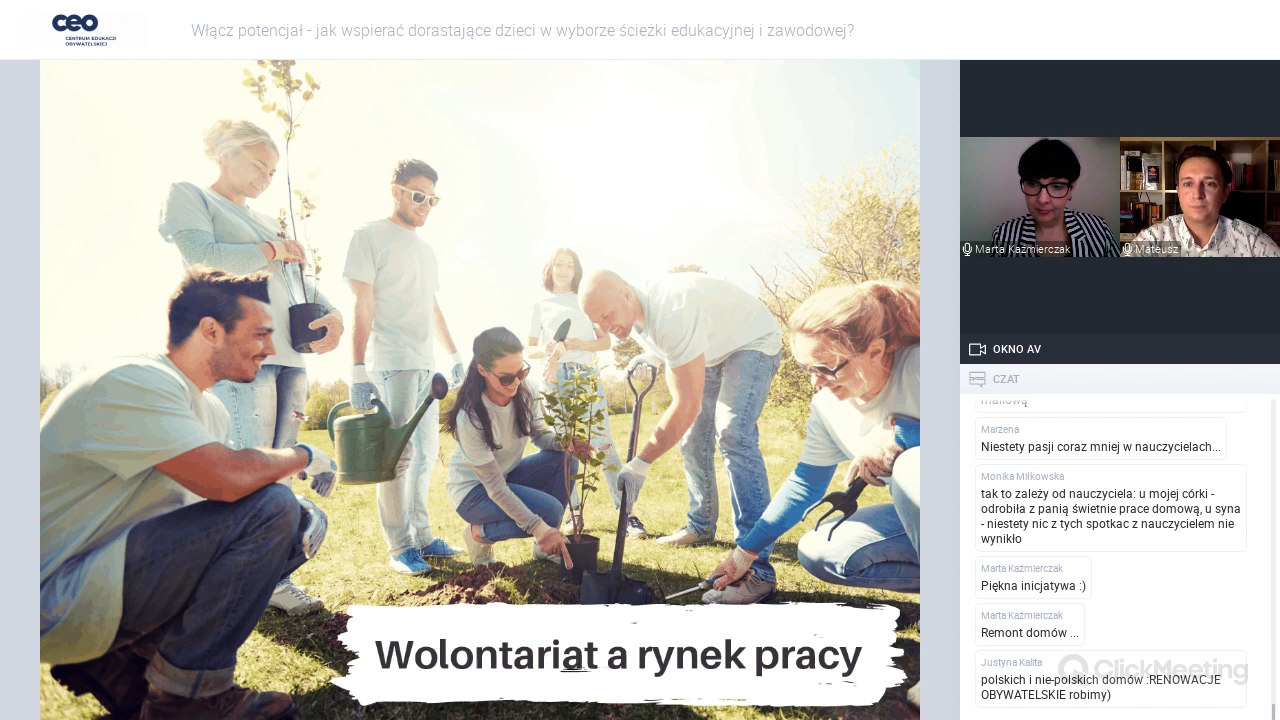 ceo
CENTRUM EDUKACJI
OBYWATELSKIEJ
Włącz potencjał - jak wspierać dorastające dzieci w wyborze ścieżki edukacyjnej i zawodowej?
Wolontariat a rynek pracy
Marta Kaźmierczak
Mateusz
OKNO AV
CZAT
maliową
Marzena
Niestety pasji coraz mniej w nauczycielach...
Monika Miłkowska
tak to zależy od nauczyciela: u mojej córki -
odrobiła z panią świetnie prace domową, u syna
- niestety nic z tych spotkac z nauczycielem nie
wynikło
Marta Kaźmierczak
Piękna inicjatywa :)
Marta Kaźmierczak
Remont domów ...
Justyna Kalita
polskich i nie-polskich domów :RENOWACJE
OBYWATELSKIE robimy)
ClickMeeting